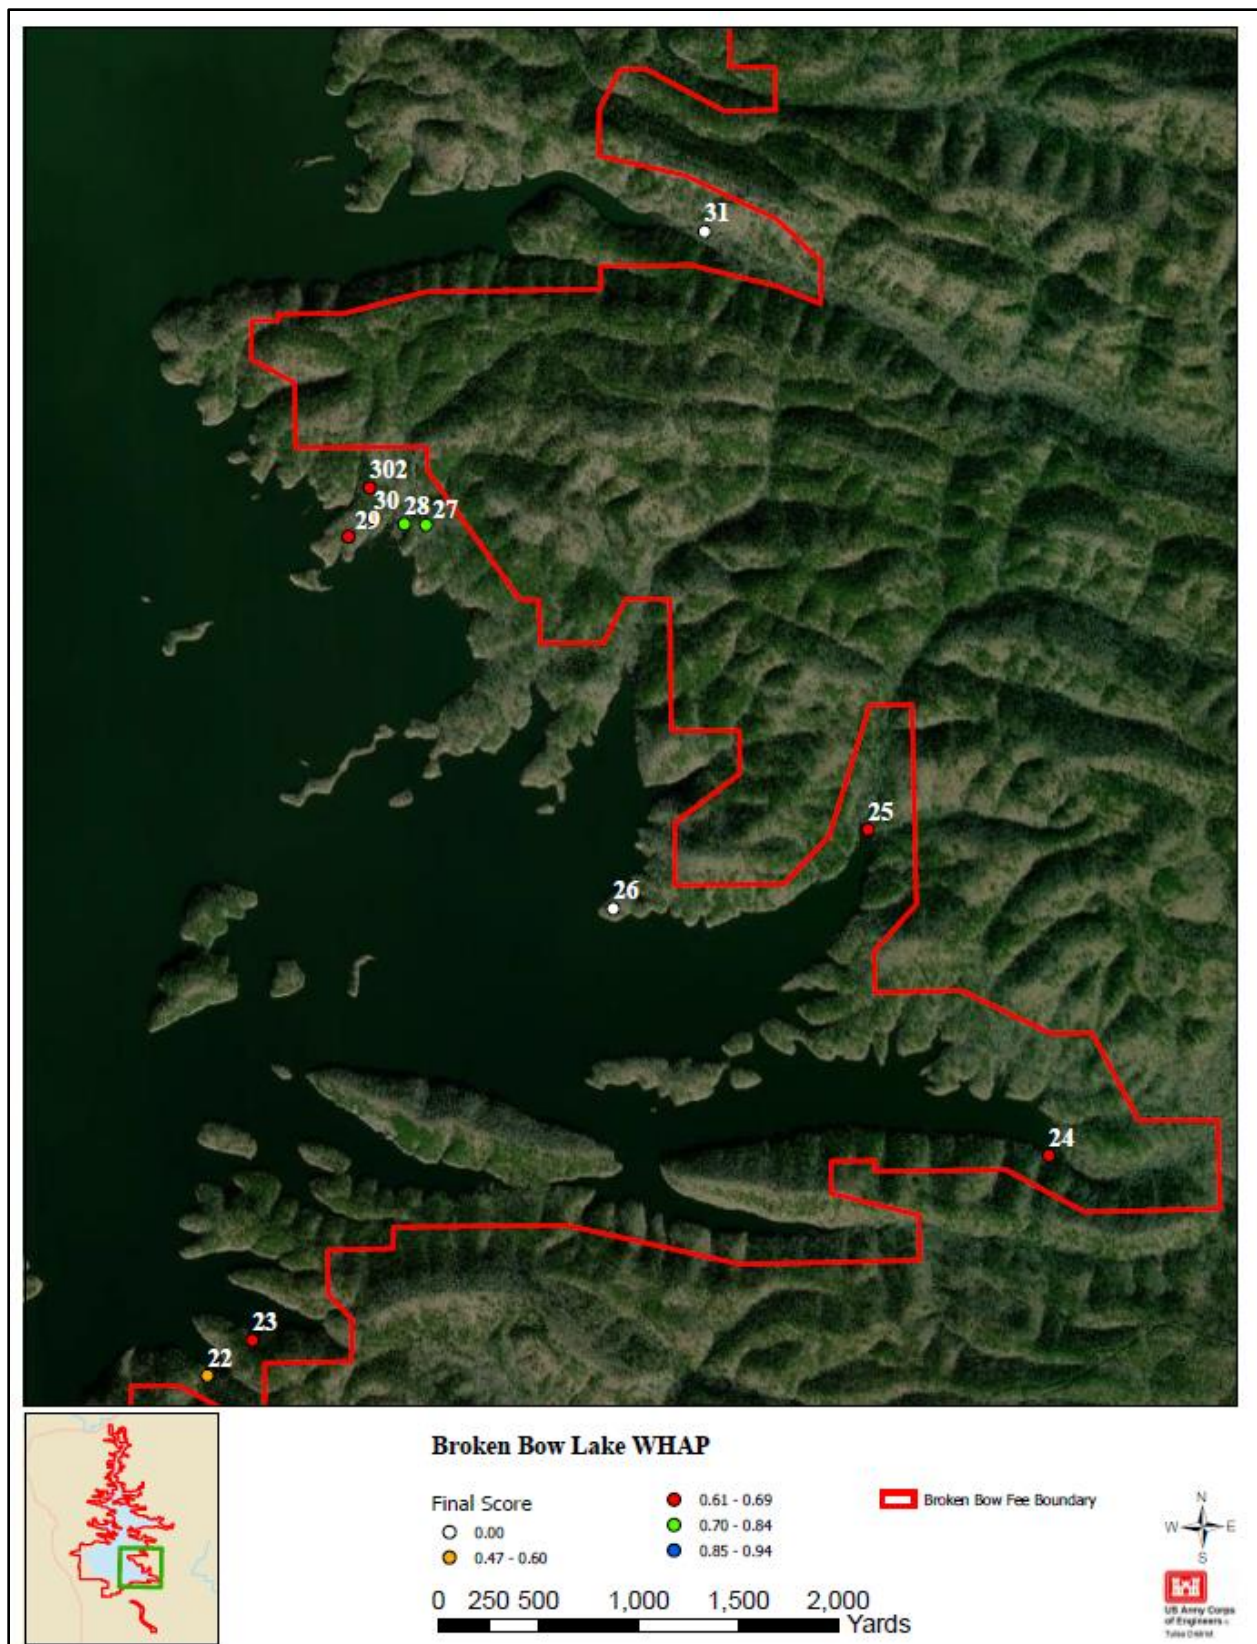 31
302
30
28
27
29
25
26
24
23
22
Broken Bow Lake WHAP
Final Score
0.00
0.47 - 0.60
0.61 - 0.69
0.70 - 0.84
0.85 - 0.94
Broken Bow Fee Boundary
0 250 500 1,000 1,500 2,000
Yards
N
W E
S
US Army Corps
of Engineers
Tulsa District